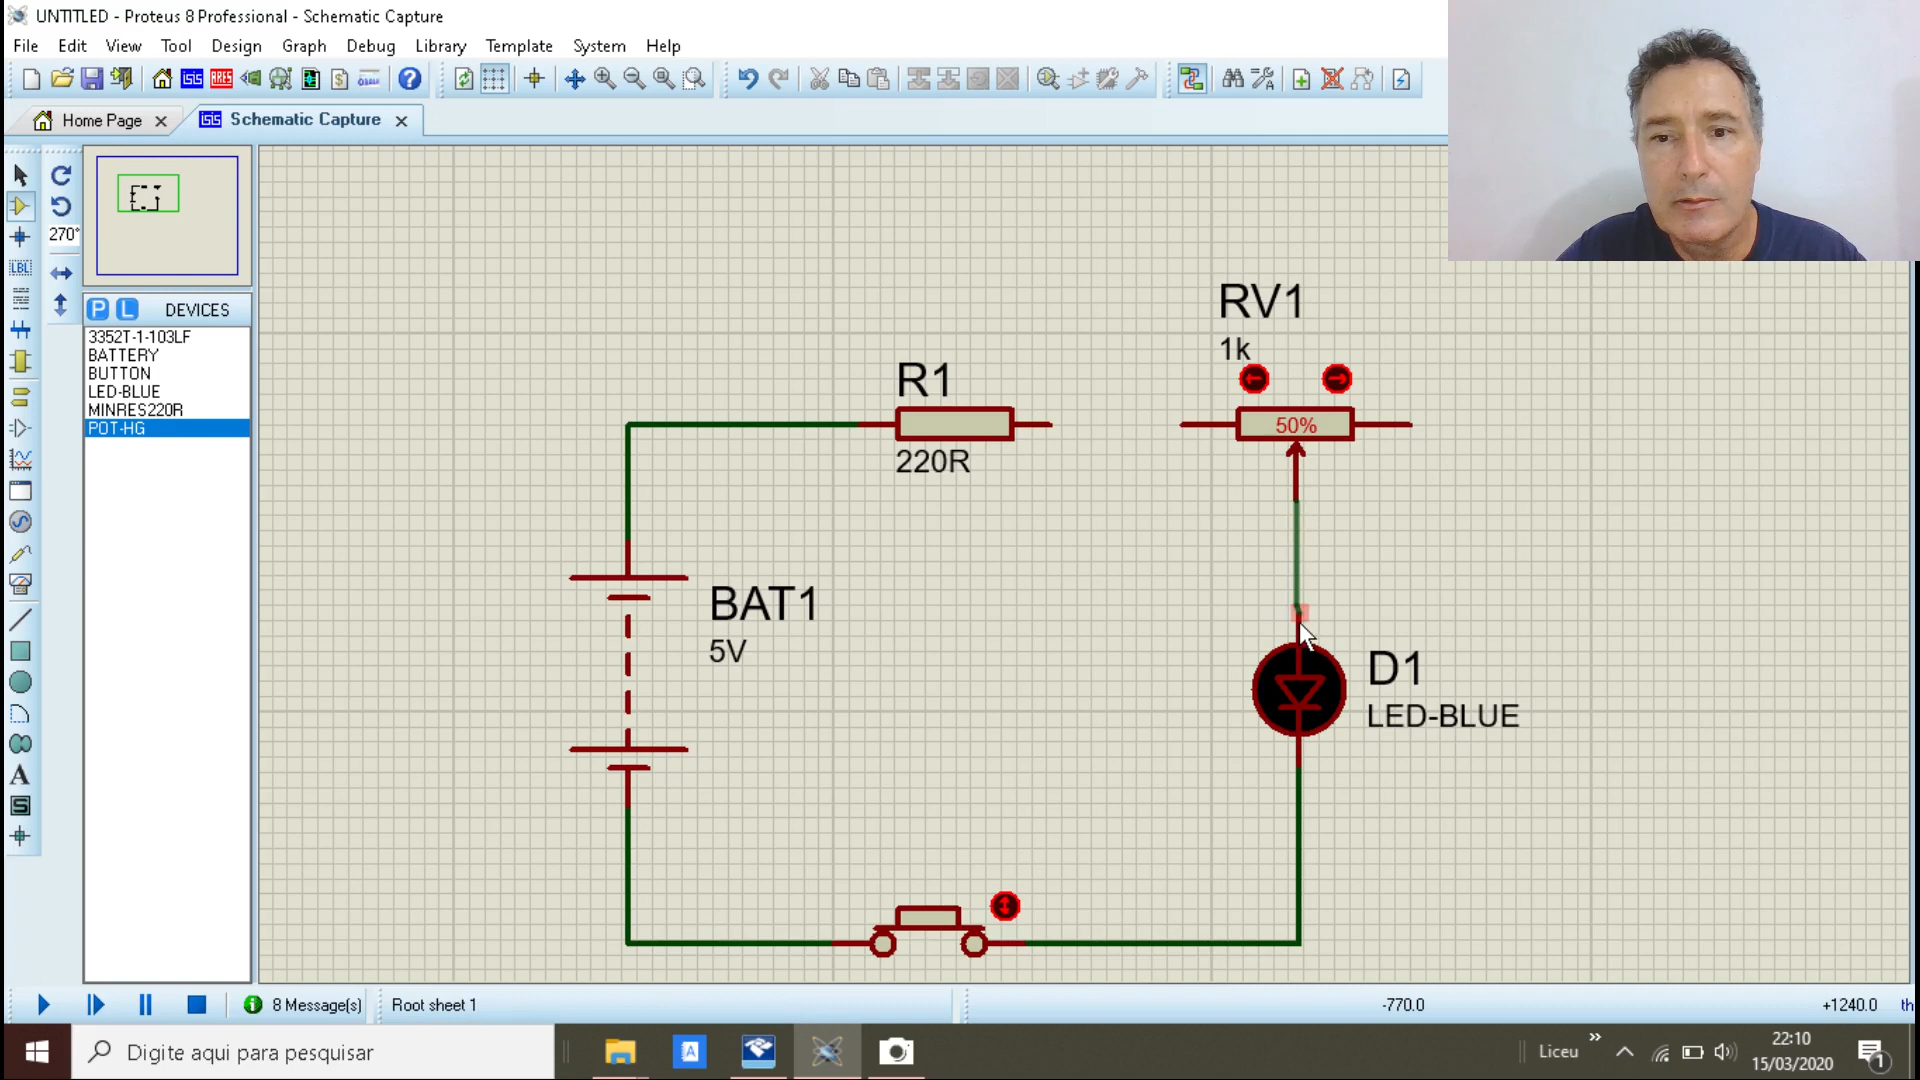 UNTITLED - Proteus 8 Professional - Schematic Capture
File Edit View Tool Design Graph Debug Library Template System Help
Home Page
Schematic Capture
270°
P L DEVICES
3352T-1-103LF
BATTERY
BUTTON
LED-BLUE
MINRES220R
POT-HG
LBL
A
S
RV1
1k
50%
R1
220R
BAT1
5V
D1
LED-BLUE
8 Message(s)
Root sheet 1
-770.0
+1240.0
th
Digite aqui para pesquisar
Liceu
22:10
15/03/2020
1